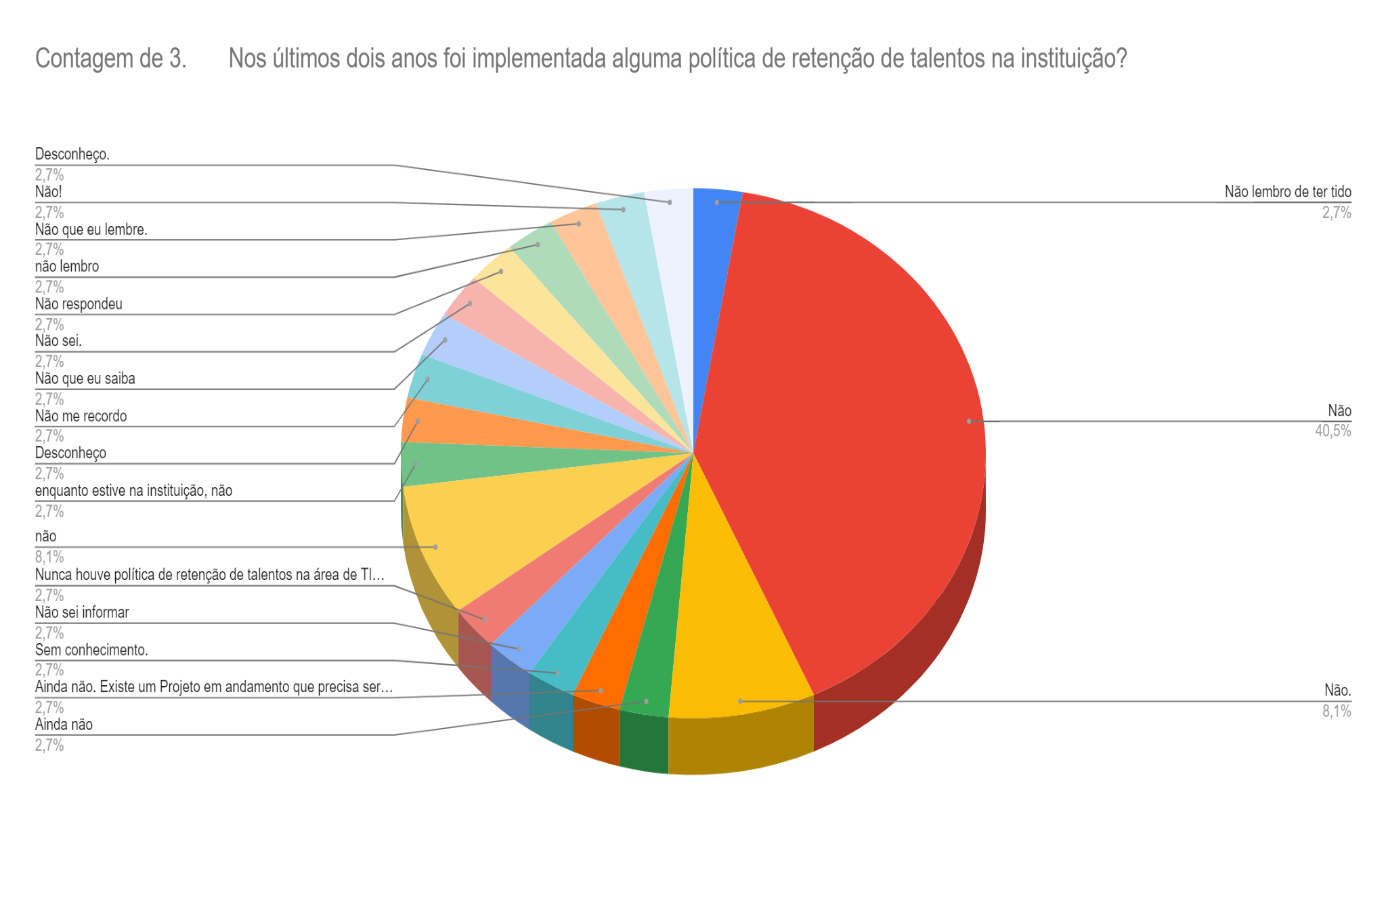 Contagem de 3. Nos últimos dois anos foi implementada alguma política de retenção de talentos na instituição?
Desconheço.
2,7%
Não!
2,7%
Não que eu lembre.
2,7%
não lembro
2,7%
Não respondeu
2,7%
Não sei.
2,7%
Não que eu saiba
2,7%
Não me recordo
2,7%
Desconheço
2,7%
enquanto estive na instituição, não
2,7%
não
8,1%
Nunca houve política de retenção de talentos na área de TI…
2,7%
Não sei informar
2,7%
Sem conhecimento.
2,7%
Ainda não. Existe um Projeto em andamento que precisa ser…
2,7%
Ainda não
2,7%
Não lembro de ter tido
2,7%
Não
40,5%
Não.
8,1%